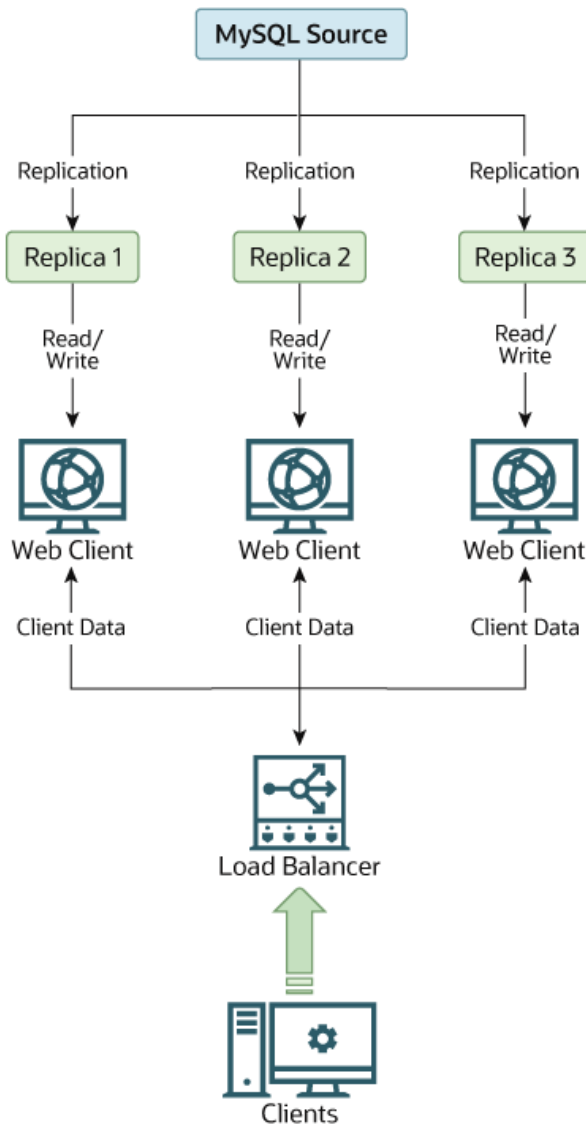 MySQL Source
Replication
Replication
Replication
Replica 1
Replica 2
Replica 3
Read/
Write
Read/
Write
Read/
Write
Web Client
Web Client
Web Client
Client Data
Client Data
Client Data
Load Balancer
Clients